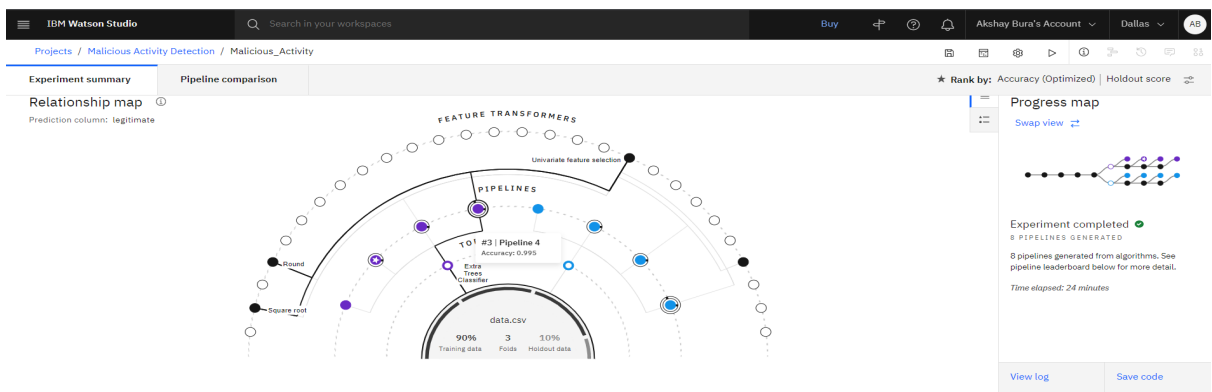 IBM Watson Studio
Search in your workspaces
Buy
Akshay Bura's Account
Dallas
AB
Projects / Malicious Activity Detection / Malicious_Activity
Experiment summary
Pipeline comparison
★ Rank by: Accuracy (Optimized) | Holdout score
Relationship map
Prediction column: legitimate
FEATURE TRANSFORMERS
Univariate feature selection
PIPELINES
#3 | Pipeline 4
Accuracy: 0.995
Round
Extra
Trees
Classifier
Square root
data.csv
90% 3 10%
Training data Folds Holdout data
Progress map
Swap view
Experiment completed
8 PIPELINES GENERATED
8 pipelines generated from algorithms. See
pipeline leaderboard below for more detail.
Time elapsed: 24 minutes
View log
Save code